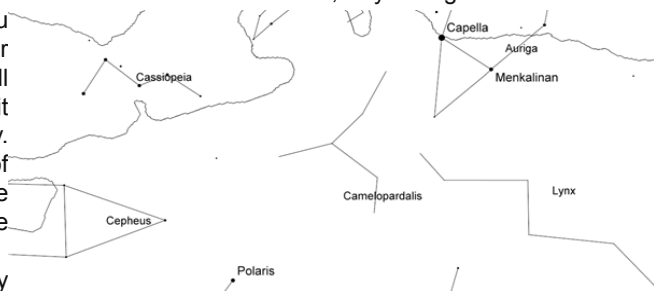 Capella
Auriga
Cassiopeia
Menkalinan
Camelopardalis
Lynx
Cepheus
Polaris